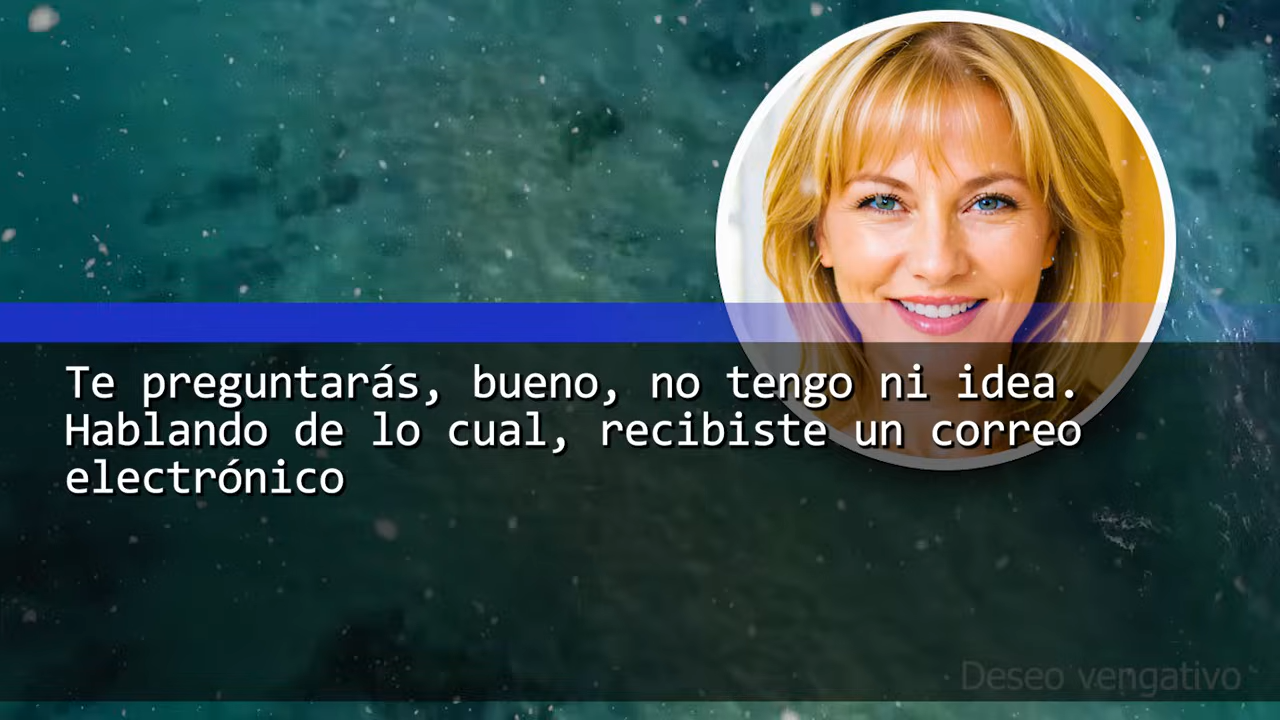 Te preguntarás, bueno, no tengo ni idea.
Hablando de lo cual, recibiste un correo
electrónico
Deseo vengativo